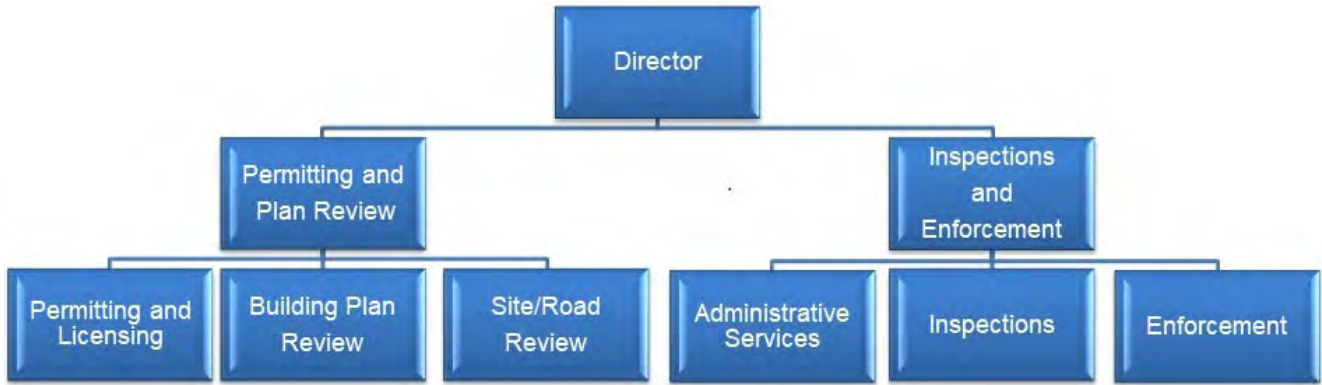 Director
Permitting and
Plan Review
Inspections
and
Enforcement
Permitting and
Licensing
Building Plan
Review
Site/Road
Review
Administrative
Services
Inspections
Enforcement